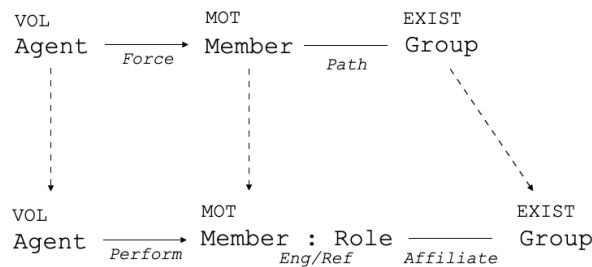 VOL MOT EXIST
Agent Member Group
Force Path
VOL MOT EXIST
Agent Member : Role Group
Perform Eng/Ref Affiliate